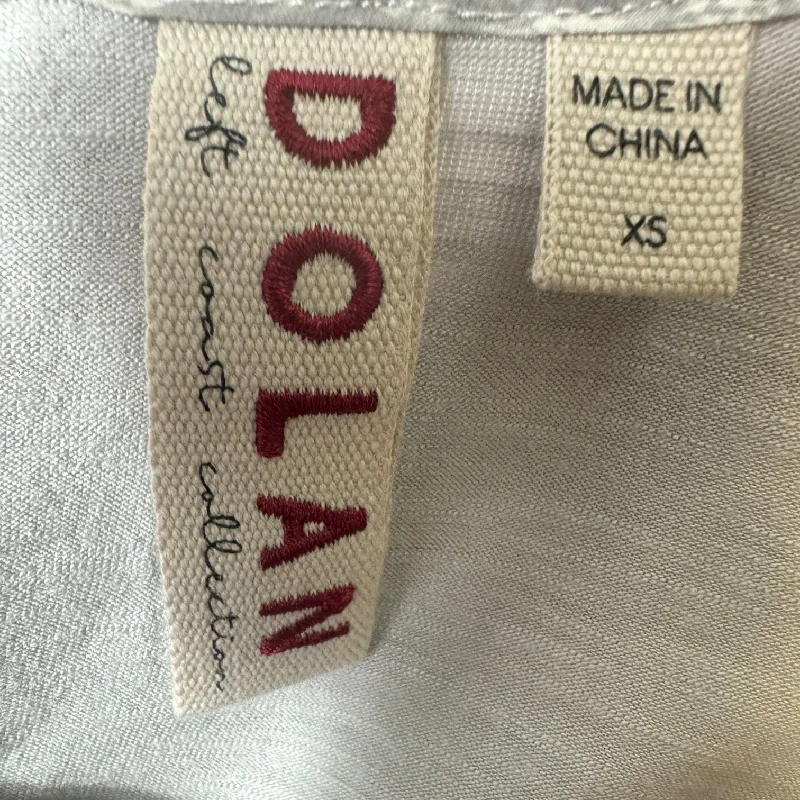 DOLAN
left coast collection
MADE IN
CHINA
XS